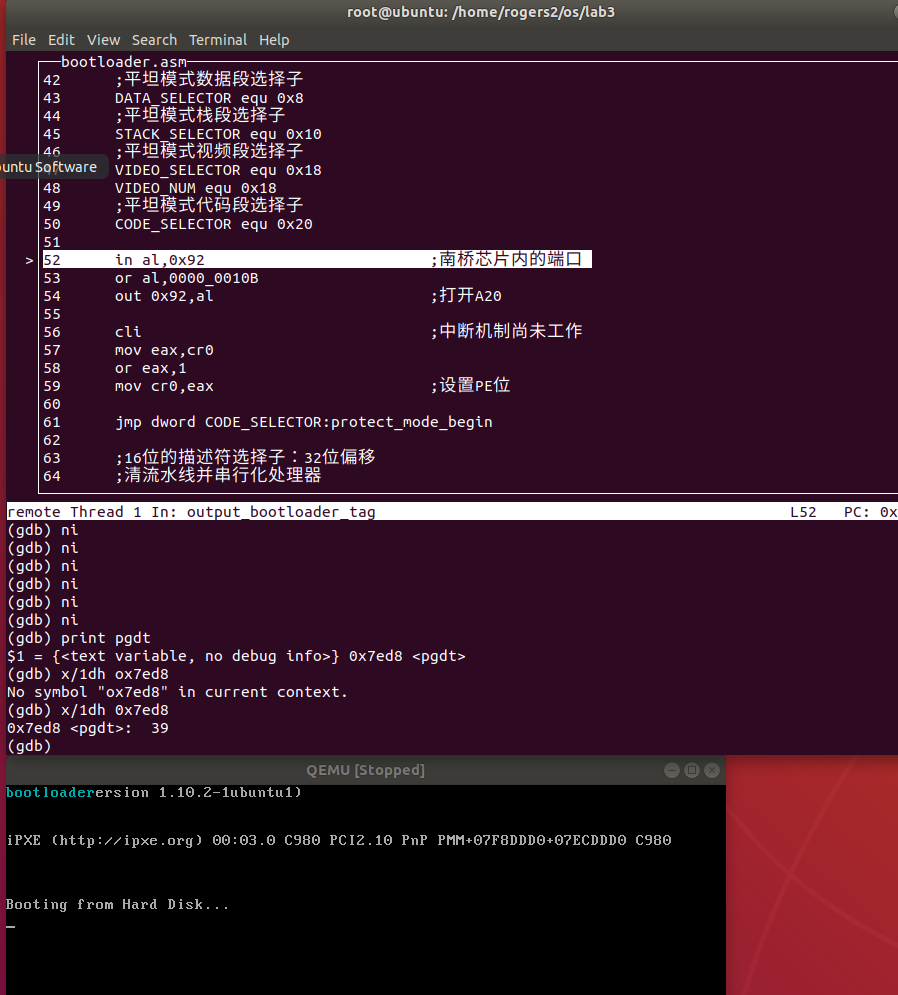 root@ubuntu: /home/rogers2/os/lab3
File Edit View Search Terminal Help
bootloader.asm
42 ;平坦模式数据段选择子
43 DATA_SELECTOR equ 0x8
44 ;平坦模式栈段选择子
45 STACK_SELECTOR equ 0x10
46 ;平坦模式视频段选择子
untu Software
VIDEO_SELECTOR equ 0x18
48 VIDEO_NUM equ 0x18
49 ;平坦模式代码段选择子
50 CODE_SELECTOR equ 0x20
51
> 52 in al,0x92 ;南桥芯片内的端口
53 or al,0000_0010B
54 out 0x92,al ;打开A20
55
56 cli ;中断机制尚未工作
57 mov eax,cr0
58 or eax,1
59 mov cr0,eax ;设置PE位
60
61 jmp dword CODE_SELECTOR:protect_mode_begin
62
63 ;16位的描述符选择子：32位偏移
64 ;清流水线并串行化处理器
remote Thread 1 In: output_bootloader_tag L52 PC: 0x
(gdb) ni
(gdb) ni
(gdb) ni
(gdb) ni
(gdb) ni
(gdb) ni
(gdb) print pgdt
$1 = {<text variable, no debug info>} 0x7ed8 <pgdt>
(gdb) x/1dh ox7ed8
No symbol "ox7ed8" in current context.
(gdb) x/1dh 0x7ed8
0x7ed8 <pgdt>: 39
(gdb)
QEMU [Stopped]
bootloaderersion 1.10.2-1ubuntu1)
iPXE (http://ipxe.org) 00:03.0 C980 PCI2.10 PnP PMM+07F8DDD0+07ECDDD0 C980
Booting from Hard Disk...